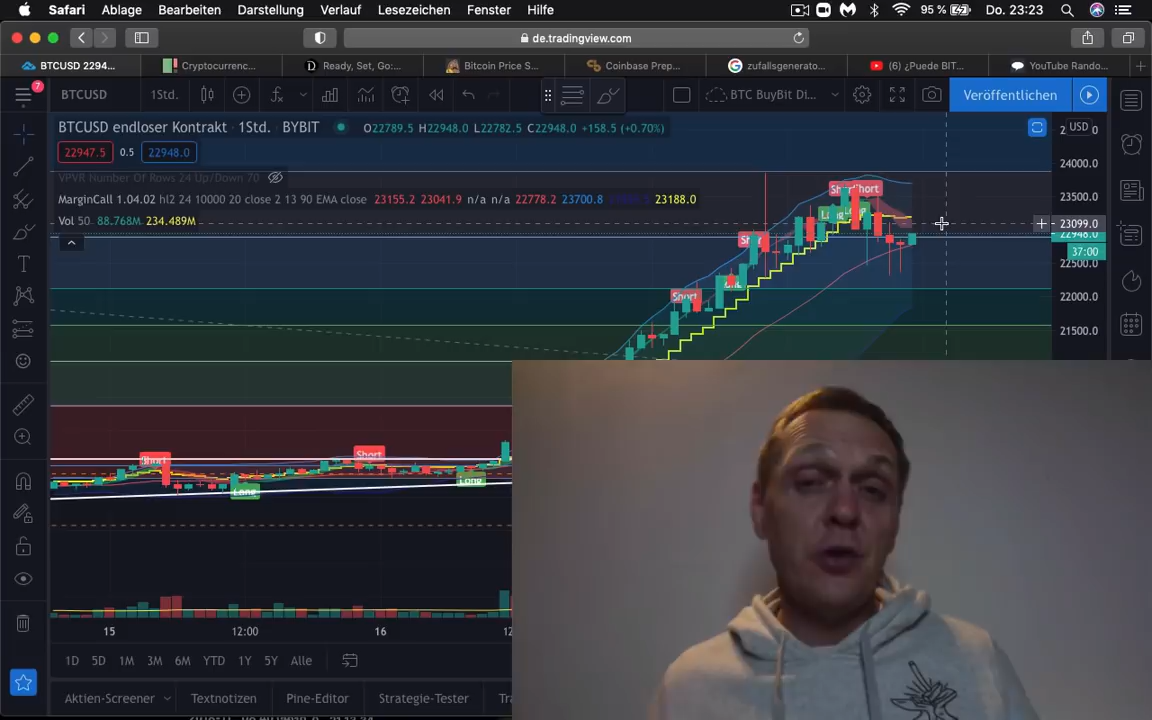 Safari Ablage Bearbeiten Darstellung Verlauf Lesezeichen Fenster Hilfe 95 % Do. 23:23
de.tradingview.com
BTCUSD 2294... Cryptocurrenc... Ready, Set, Go:... Bitcoin Price S... Coinbase Prep... zufallsgenerato... (6) ¿Puede BIT... YouTube Rando...
7
BTCUSD 1Std. BTC BuyBit Di... Veröffentlichen
BTCUSD endloser Kontrakt · 1Std. · BYBIT O22789.5 H22948.0 L22782.5 C22948.0 +158.5 (+0.70%) USD
22947.5 0.5 22948.0
24000.0
VPVR Number Of Rows 24 Up/Down 70
MarginCall 1.04.02 hl2 24 10000 20 close 2 13 90 EMA close 23155.2 23041.9 n/a n/a 22778.2 23700.8 23188.0
23500.0
Vol 50 88.768M 234.489M
23099.0
22948.0
37:00
22500.0
22000.0
21500.0
Short
Short
Short
Long
Short
Long
15 12:00 16
1D 5D 1M 3M 6M YTD 1Y 5Y Alle
Aktien-Screener Textnotizen Pine-Editor Strategie-Tester